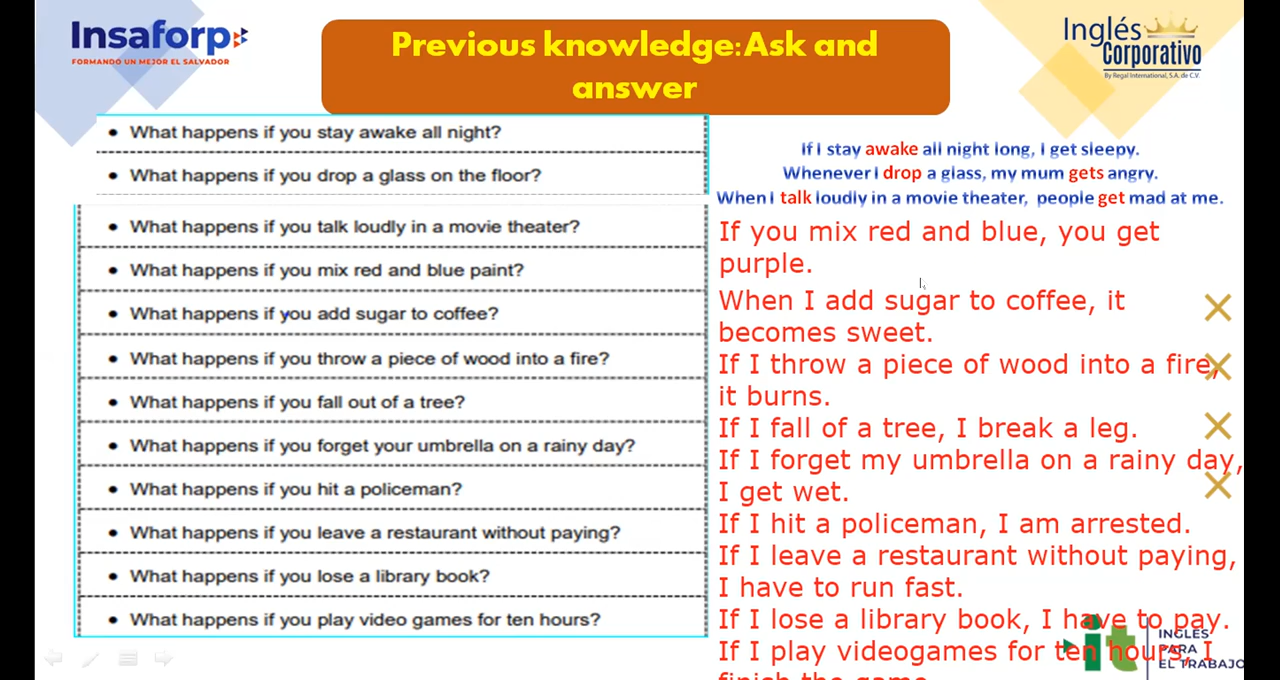 Insaforp
FORMANDO UN MEJOR EL SALVADOR
Previous knowledge:Ask and
answer
Inglés
Corporativo
By Regal International, S.A. de C.V.
• What happens if you stay awake all night?
• What happens if you drop a glass on the floor?
• What happens if you talk loudly in a movie theater?
• What happens if you mix red and blue paint?
• What happens if you add sugar to coffee?
• What happens if you throw a piece of wood into a fire?
• What happens if you fall out of a tree?
• What happens if you forget your umbrella on a rainy day?
• What happens if you hit a policeman?
• What happens if you leave a restaurant without paying?
• What happens if you lose a library book?
• What happens if you play video games for ten hours?
If I stay awake all night long, I get sleepy.
Whenever I drop a glass, my mum gets angry.
When I talk loudly in a movie theater, people get mad at me.
If you mix red and blue, you get
purple.
When I add sugar to coffee, it
becomes sweet.
If I throw a piece of wood into a fire,
it burns.
If I fall of a tree, I break a leg.
If I forget my umbrella on a rainy day,
I get wet.
If I hit a policeman, I am arrested.
If I leave a restaurant without paying,
I have to run fast.
If I lose a library book, I have to pay.
If I play videogames for ten hours, I
finish the game
it
INGLÉS
PARA
EL TRABAJO